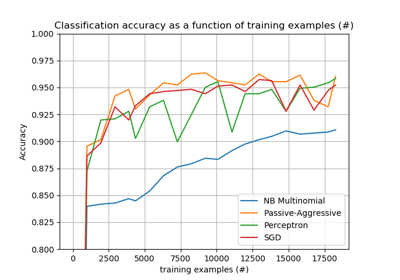 Classification accuracy as a function of training examples (#)
1.000
0.975
0.950
0.925
0.900
0.875
0.850
0.825
0.800
Accuracy
0
2500
5000
7500
10000
12500
15000
17500
training examples (#)
NB Multinomial
Passive-Aggressive
Perceptron
SGD